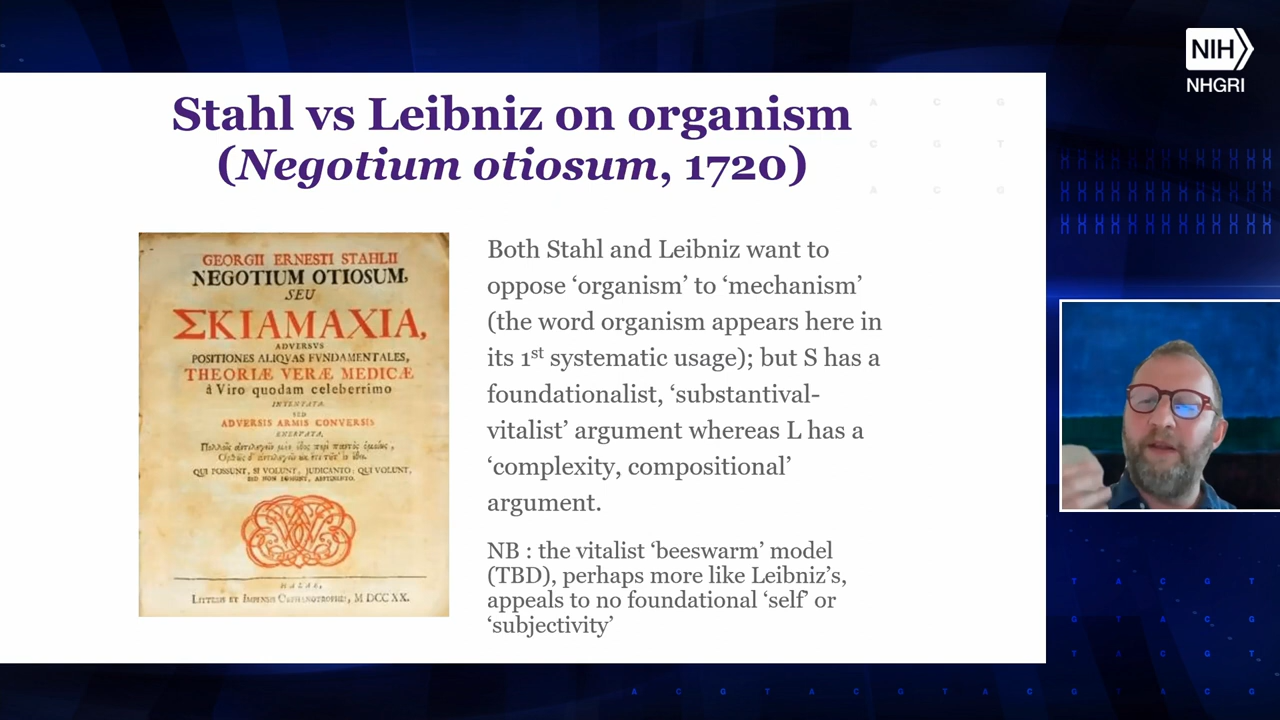 NIH
NHGRI
Stahl vs Leibniz on organism
(Negotium otiosum, 1720)
GEORGII ERNESTI STAHLII
NEGOTIUM OTIOSUM,
SEU
ΣΚΙΑΜΑΧΙΑ,
ADVERSVS
POSITIONES ALIQVAS FVNDAMENTALES,
THEORIÆ VERÆ MEDICÆ
à Viro quodam celeberrimo
INTENTATA
SED
ADVERSIS ARMIS CONVERSIS
ENERVATA,
QUI POSSUNT, SI VOLUNT, JUDICANTO: QUI VOLUNT,
HALAE,
LITTERIS ET IMPENSIS ORPHANOTROPHEI, M DCC XX.
Both Stahl and Leibniz want to
oppose ‘organism’ to ‘mechanism’
(the word organism appears here in
its 1st systematic usage); but S has a
foundationalist, ‘substantival-
vitalist’ argument whereas L has a
‘complexity, compositional’
argument.
NB : the vitalist ‘beeswarm’ model
(TBD), perhaps more like Leibniz’s,
appeals to no foundational ‘self’ or
‘subjectivity’